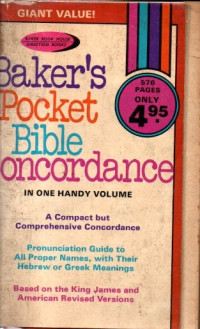 GIANT VALUE!
BAKER BOOK HOUSE
DIRECTION BOOKS
Baker's
Pocket
Bible
Concordance
576
PAGES
ONLY
4.95
IN ONE HANDY VOLUME
A Compact but
Comprehensive Concordance
Pronunciation Guide to
All Proper Names, with Their
Hebrew or Greek Meanings
Based on the King James and
American Revised Versions